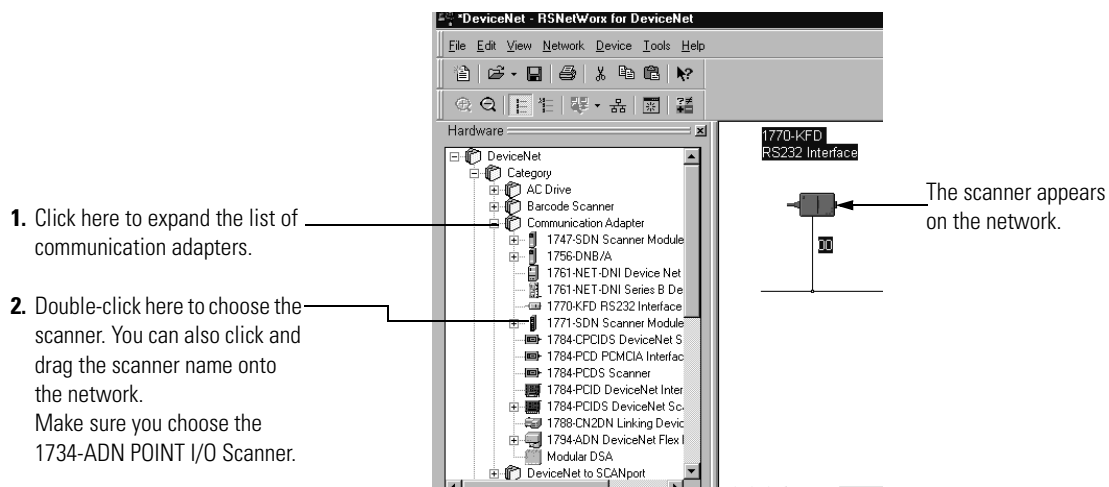 *DeviceNet - RSNetWorx for DeviceNet
File Edit View Network Device Tools Help
Hardware
DeviceNet
Category
AC Drive
Barcode Scanner
Communication Adapter
1747-SDN Scanner Module
1756-DNB/A
1761-NET-DNI Device Net
1761-NET-DNI Series B De
1770-KFD RS232 Interface
1771-SDN Scanner Module
1784-CPCIDS DeviceNet S
1784-PCD PCMCIA Interfac
1784-PCDS Scanner
1784-PCID DeviceNet Inter
1784-PCIDS DeviceNet Sc
1788-CN2DN Linking Devic
1794-ADN DeviceNet Flex I
Modular DSA
DeviceNet to SCANport
1770-KFD
RS232 Interface
00
1. Click here to expand the list of
communication adapters.
2. Double-click here to choose the
scanner. You can also click and
drag the scanner name onto
the network.
Make sure you choose the
1734-ADN POINT I/O Scanner.
The scanner appears
on the network.